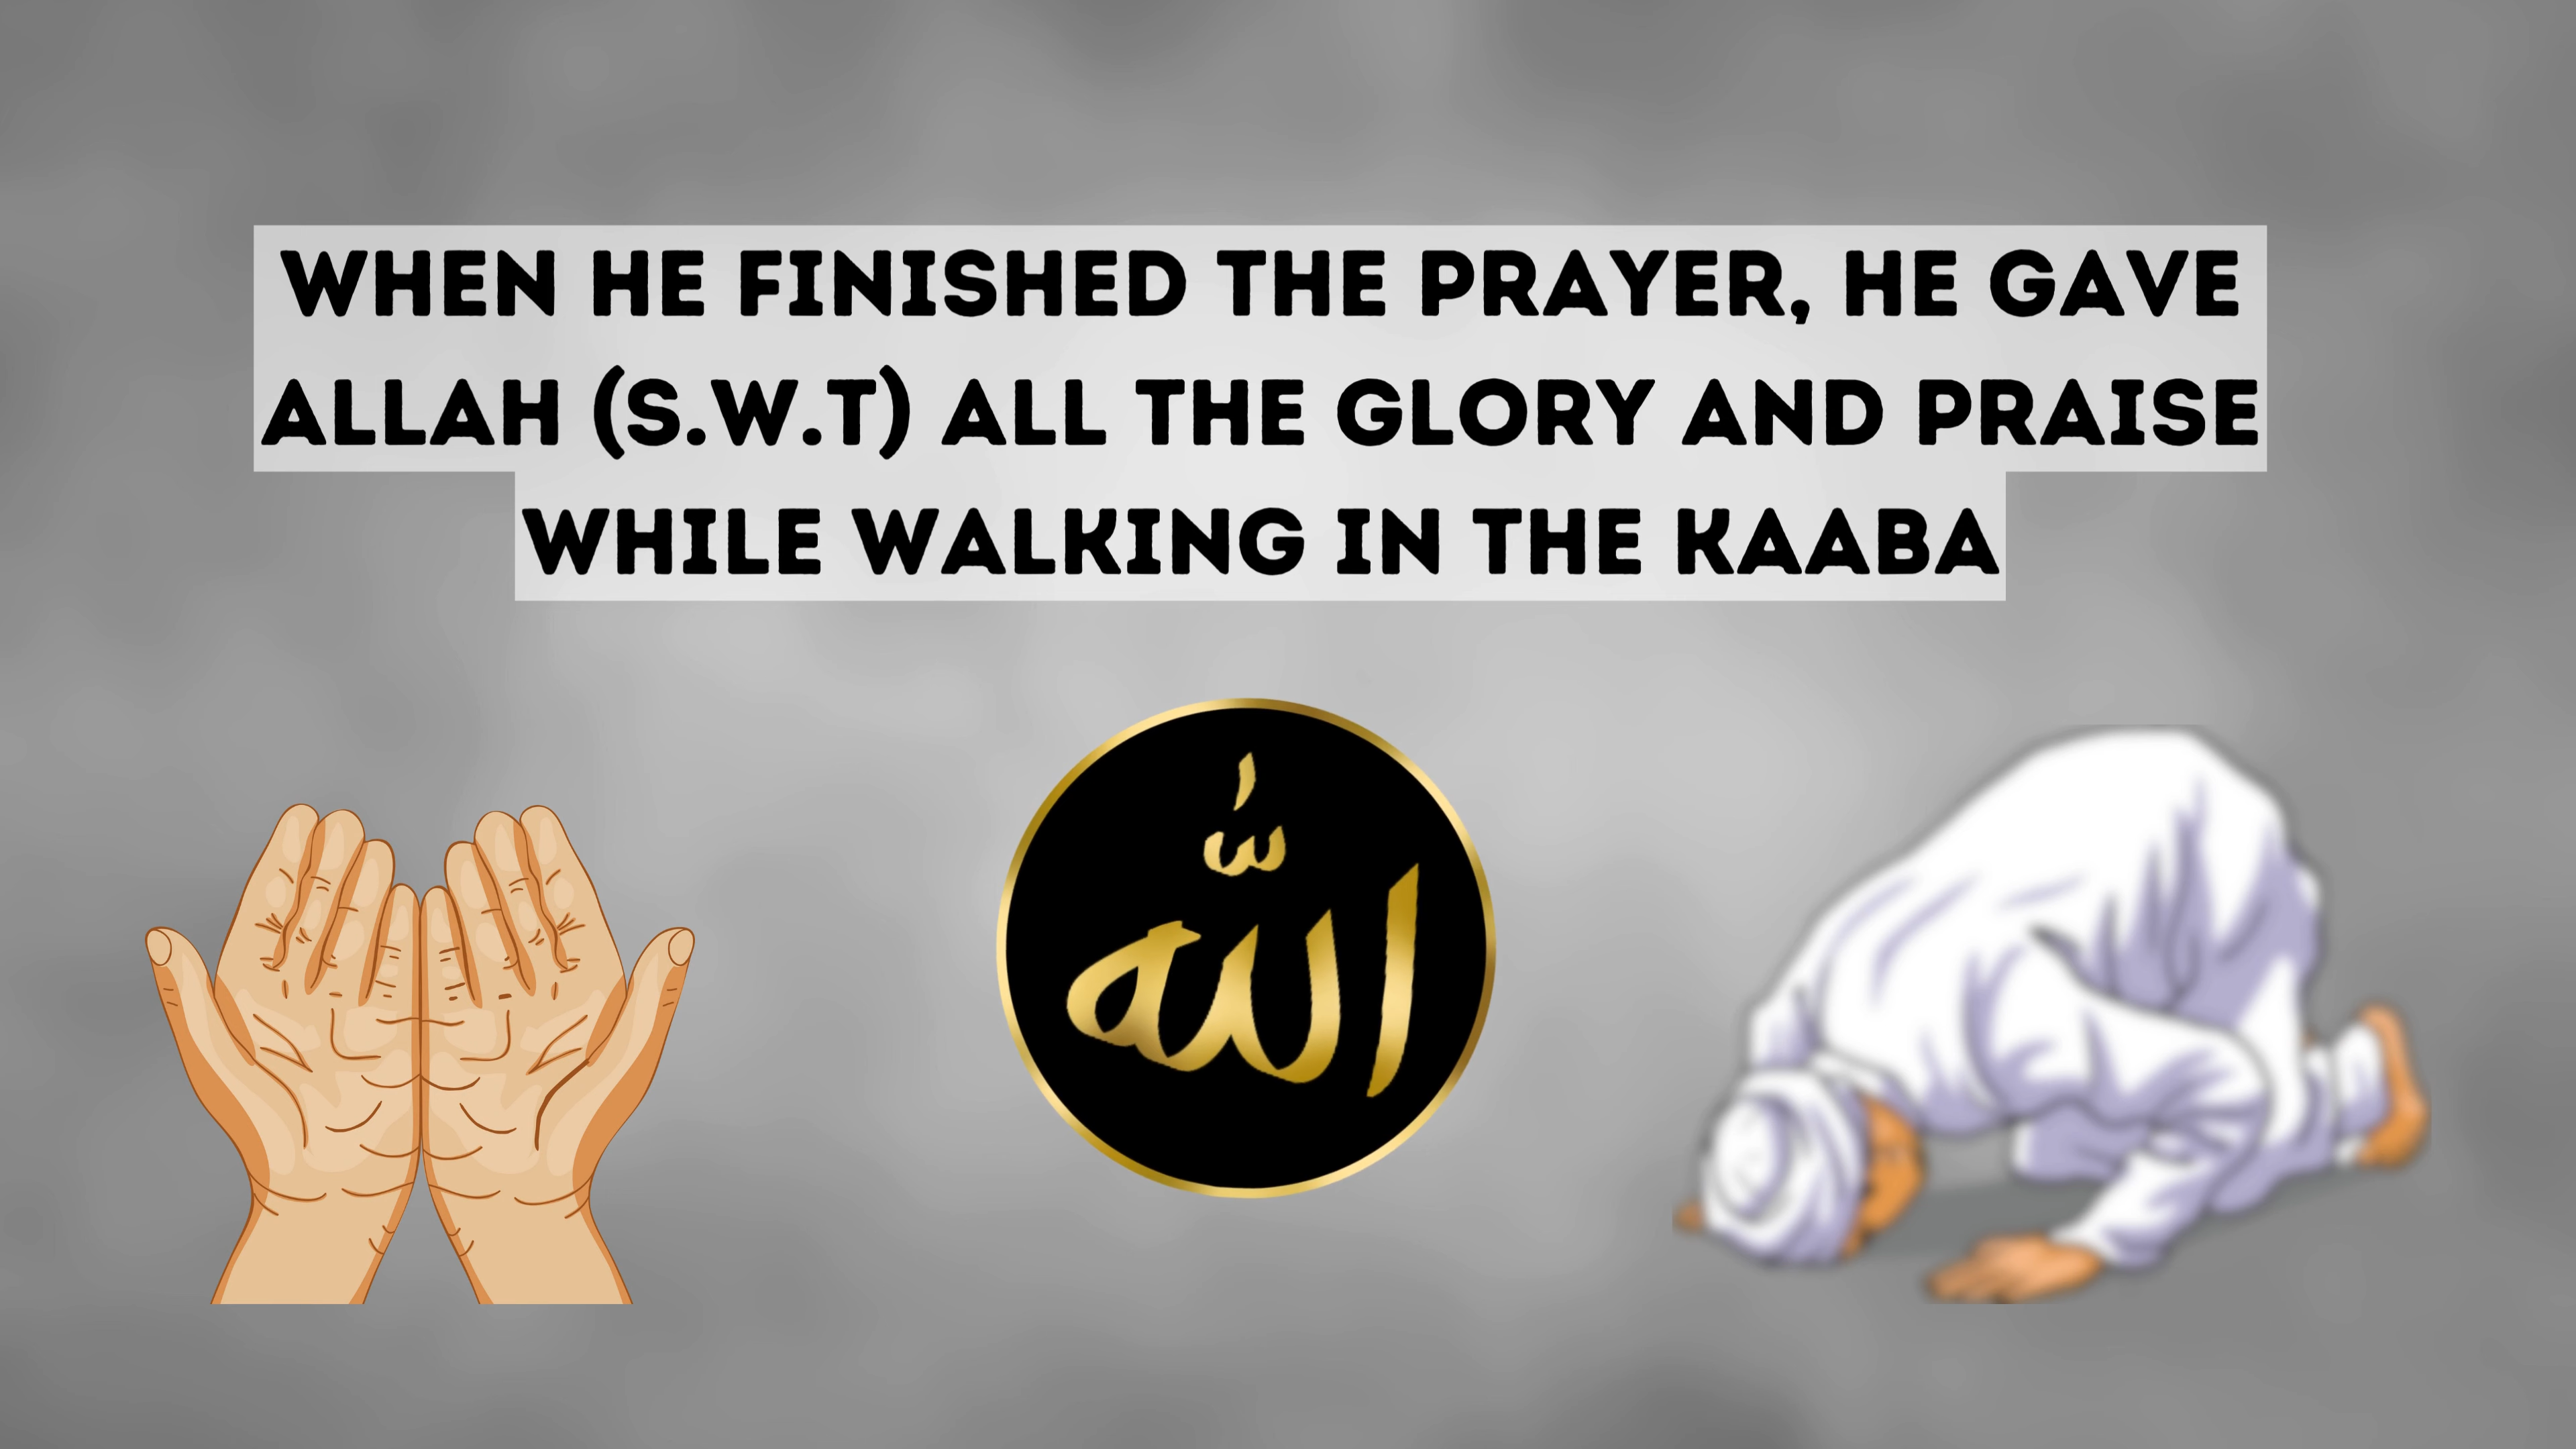 WHEN HE FINISHED THE PRAYER, HE GAVE
ALLAH (S.W.T) ALL THE GLORY AND PRAISE
WHILE WALKING IN THE KAABA
الله